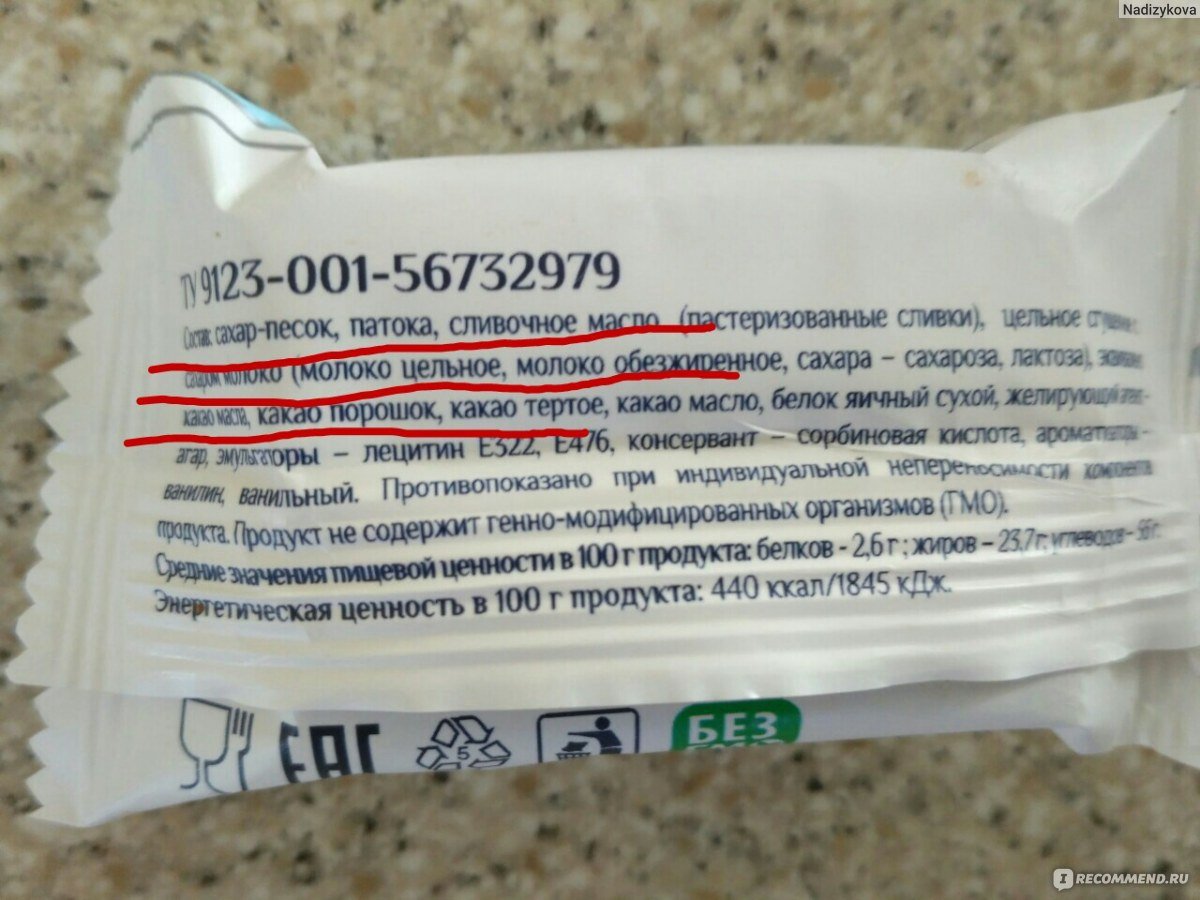 Nadizykova
ТУ 9123-001-56732979
Состав: сахар-песок, патока, сливочное масло (пастеризованные сливки), цельное
сахаром молоко (молоко цельное, молоко обезжиренное, сахара – сахароза, лактоза), эквивалент
какао масла, какао порошок, какао тертое, какао масло, белок яичный сухой, желирующий агент -
агар, эмульгаторы – лецитин Е322, Е476, консервант – сорбиновая кислота, ароматизаторы -
ванилин, ванильный. Противопоказано при индивидуальной непереносимости компонента
продукта. Продукт не содержит генно-модифицированных организмов (ГМО).
Средние значения пищевой ценности в 100 г продукта: белков - 2,6 г; жиров – 23,7г; углеводов – 56 г.
Энергетическая ценность в 100 г продукта: 440 ккал/1845 кДж.
EAC
5
БЕЗ
IRECOMMEND.RU